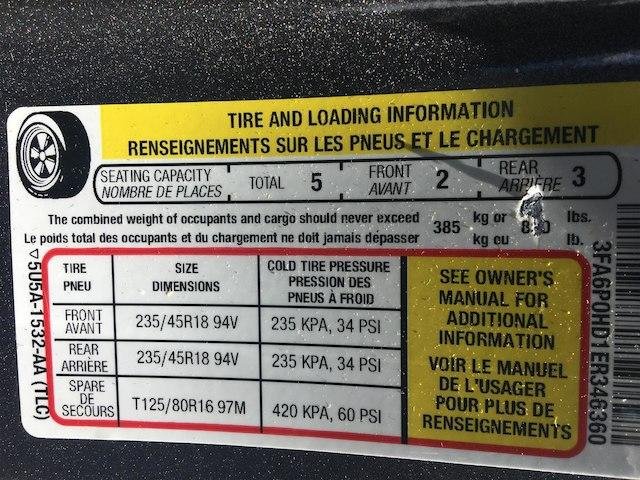 TIRE AND LOADING INFORMATION
RENSEIGNEMENTS SUR LES PNEUS ET LE CHARGEMENT
SEATING CAPACITY
NOMBRE DE PLACES
TOTAL 5
FRONT
AVANT
2
REAR
ARRIÈRE
3
The combined weight of occupants and cargo should never exceed
Le poids total des occupants et du chargement ne doit jamais dépasser
385
kg or
kg ou
lbs.
lb.
TIRE
PNEU
SIZE
DIMENSIONS
COLD TIRE PRESSURE
PRESSION DES
PNEUS À FROID
FRONT
AVANT
235/45R18 94V
235 KPA, 34 PSI
REAR
ARRIÈRE
235/45R18 94V
235 KPA, 34 PSI
SPARE
DE
SECOURS
T125/80R16 97M
420 KPA, 60 PSI
SEE OWNER'S
MANUAL FOR
ADDITIONAL
INFORMATION
VOIR LE MANUEL
DE L'USAGER
POUR PLUS DE
RENSEIGNEMENTS
5U5A-1532-AA (TLC)
3FA6P0HD1ER346360